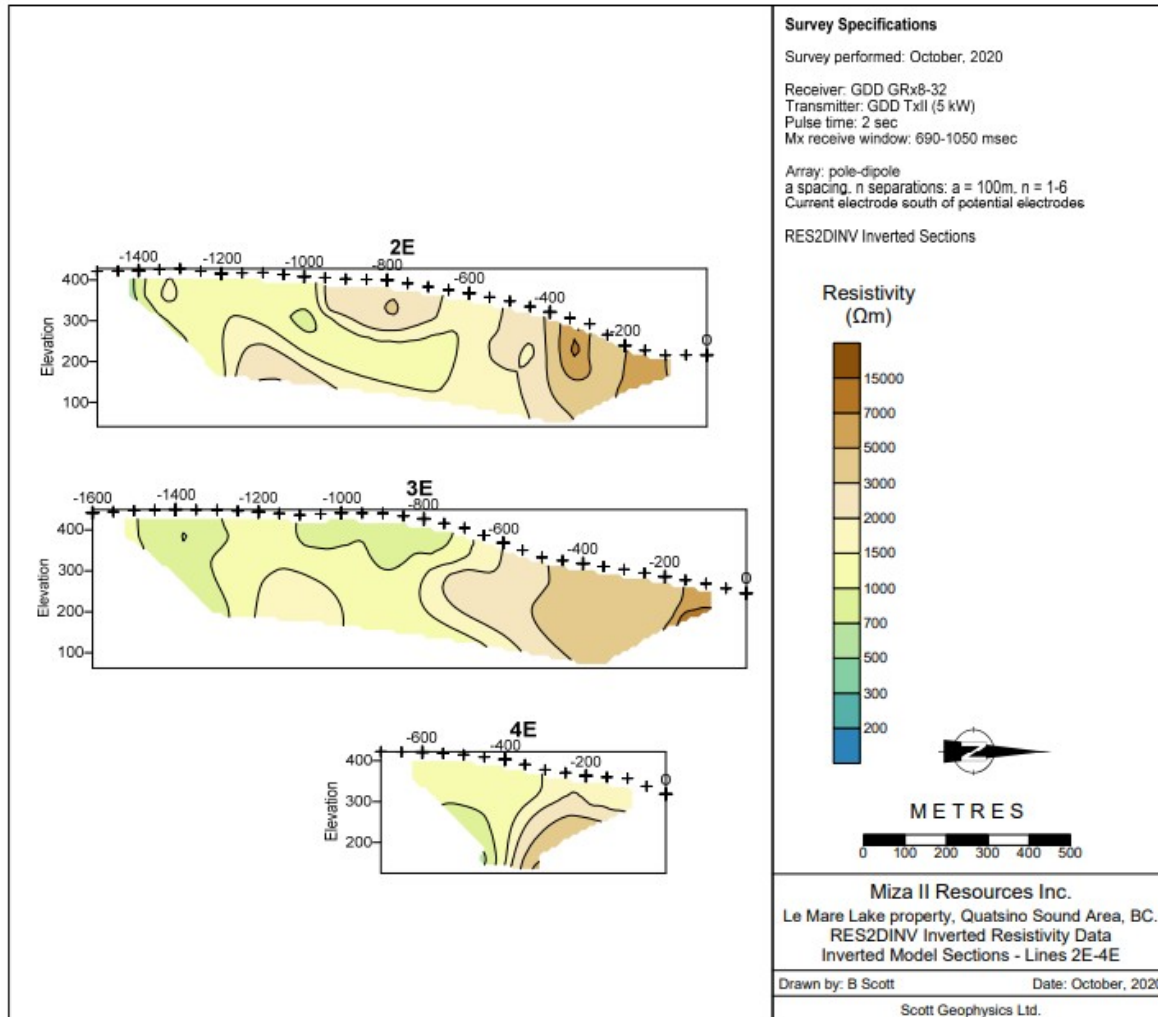 2E
-1400 -1200 -1000 -800 -600 -400 -200 0
400
300
200
100
Elevation
3E
-1600 -1400 -1200 -1000 -800 -600 -400 -200 0
400
300
200
100
Elevation
4E
-600 -400 -200 0
400
300
200
Elevation
Survey Specifications
Survey performed: October, 2020
Receiver: GDD GRx8-32
Transmitter: GDD TxII (5 kW)
Pulse time: 2 sec
Mx receive window: 690-1050 msec
Array: pole-dipole
a spacing, n separations: a = 100m, n = 1-6
Current electrode south of potential electrodes
RES2DINV Inverted Sections
Resistivity
(Ωm)
15000
7000
5000
3000
2000
1500
1000
700
500
300
200
Z
METRES
0 100 200 300 400 500
Miza II Resources Inc.
Le Mare Lake property, Quatsino Sound Area, BC.
RES2DINV Inverted Resistivity Data
Inverted Model Sections - Lines 2E-4E
Drawn by: B Scott Date: October, 2020
Scott Geophysics Ltd.